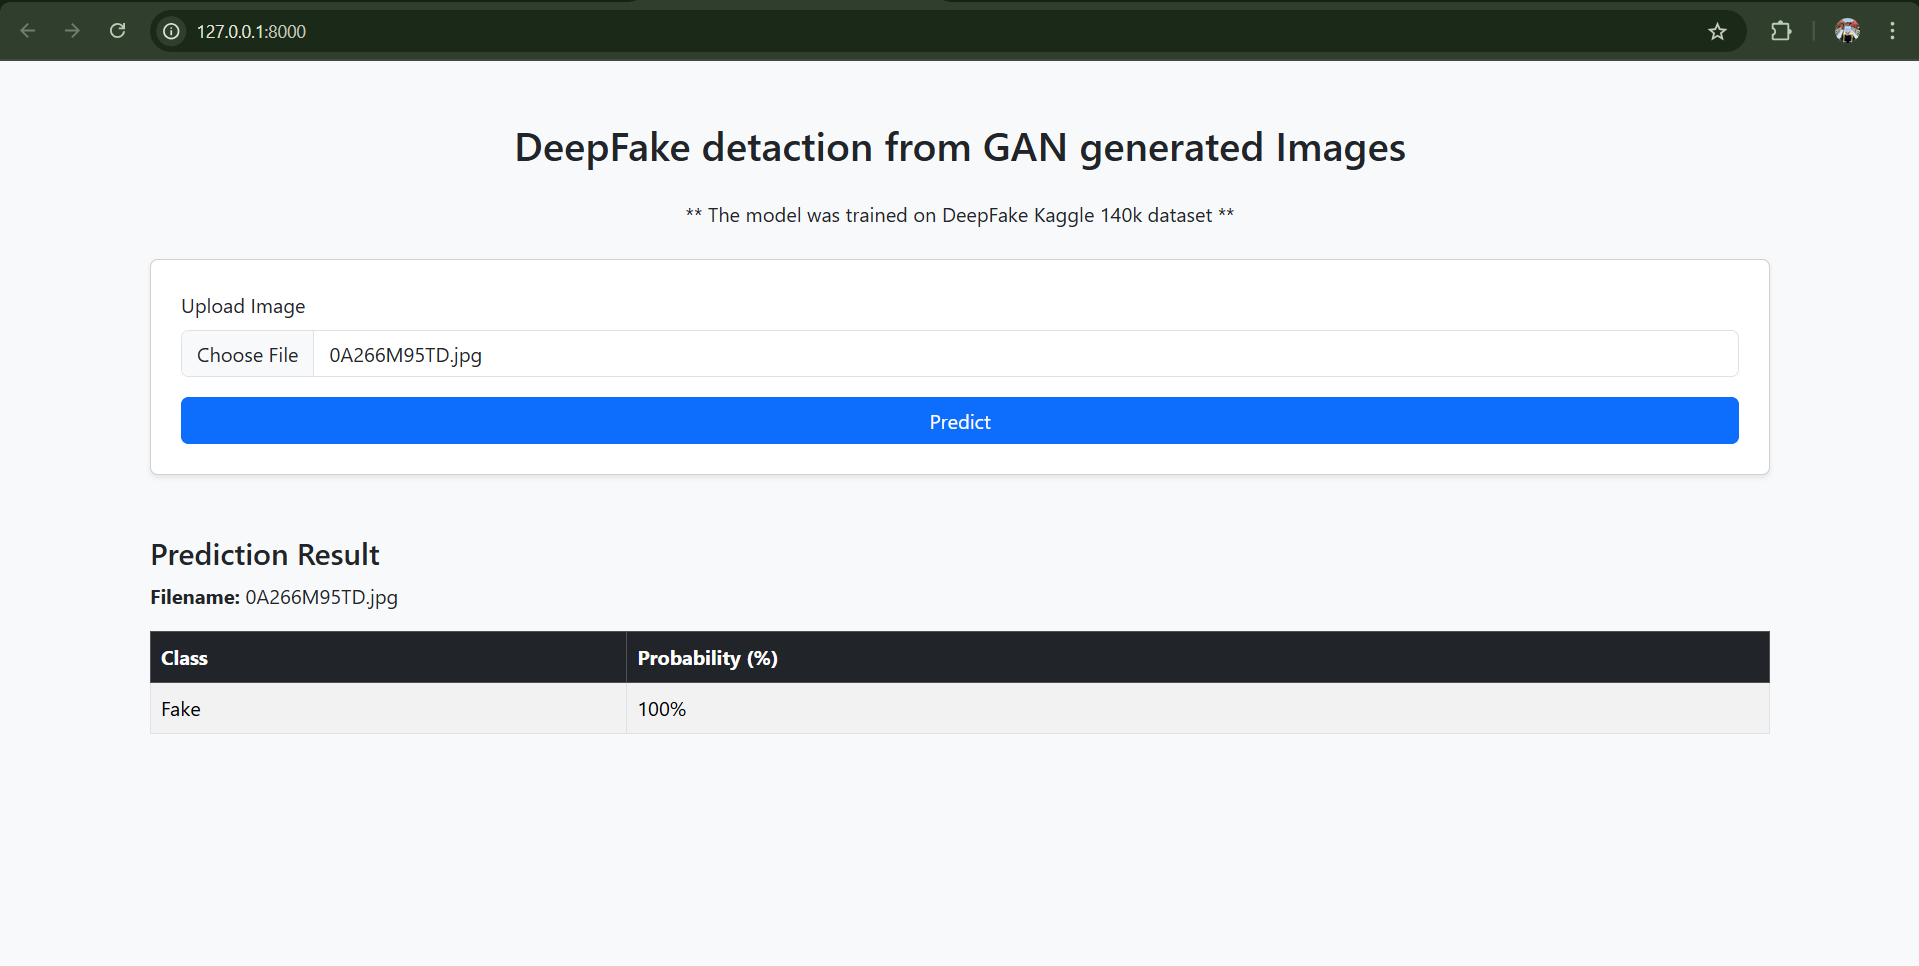 127.0.0.1:8000
DeepFake detaction from GAN generated Images
** The model was trained on DeepFake Kaggle 140k dataset **
Upload Image
Choose File 0A266M95TD.jpg
Predict
Prediction Result
Filename: 0A266M95TD.jpg
Class Probability (%)
Fake 100%